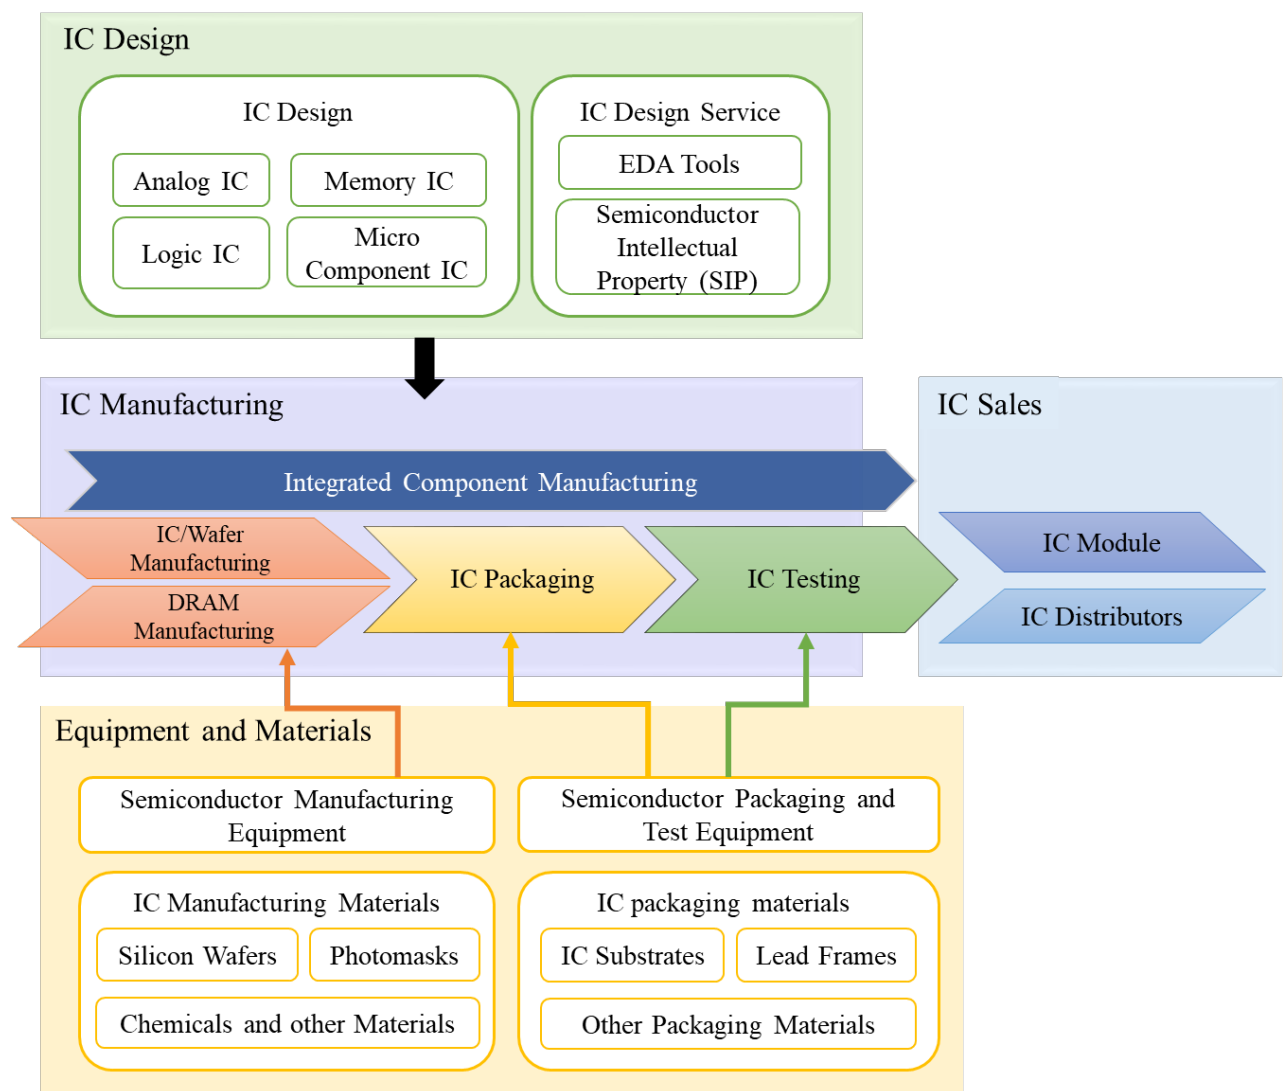 IC Design
IC Design
Analog IC
Memory IC
Logic IC
Micro
Component IC
IC Design Service
EDA Tools
Semiconductor
Intellectual
Property (SIP)
IC Manufacturing
Integrated Component Manufacturing
IC/Wafer
Manufacturing
DRAM
Manufacturing
IC Packaging
IC Testing
IC Sales
IC Module
IC Distributors
Equipment and Materials
Semiconductor Manufacturing
Equipment
Semiconductor Packaging and
Test Equipment
IC Manufacturing Materials
Silicon Wafers
Photomasks
Chemicals and other Materials
IC packaging materials
IC Substrates
Lead Frames
Other Packaging Materials